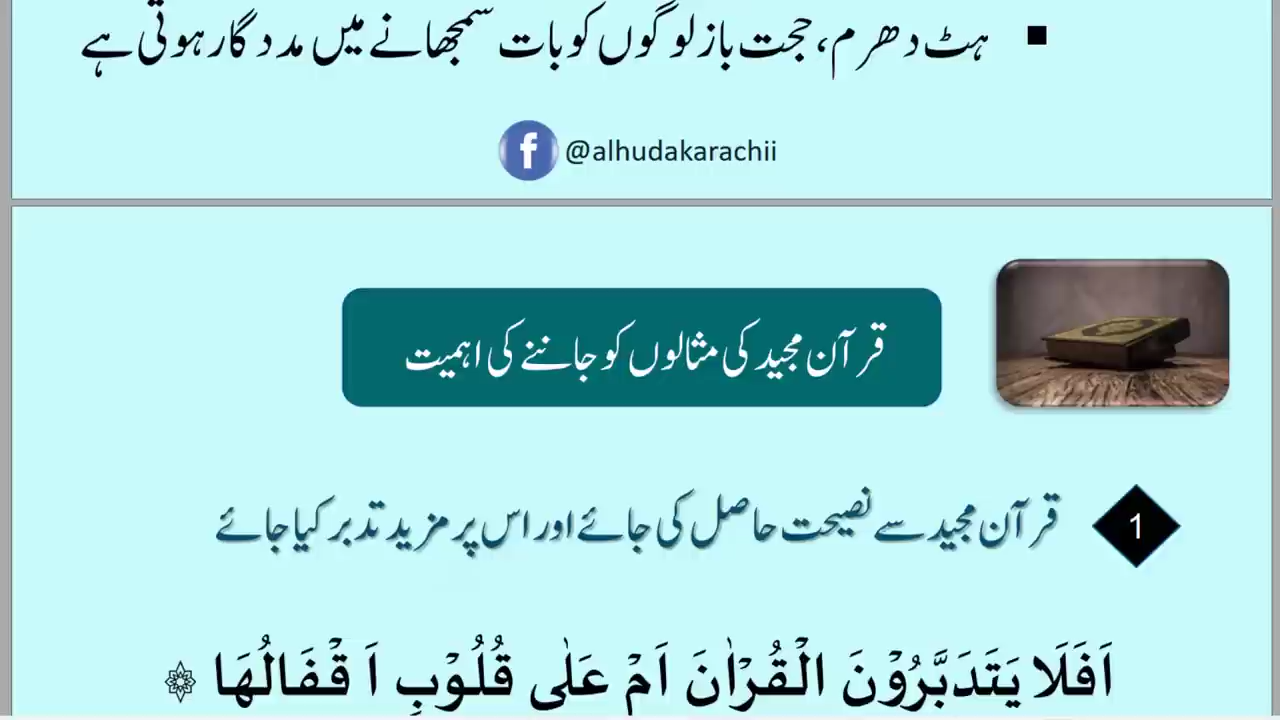 ہٹ دھرم، حجت باز لوگوں کو بات سمجھانے میں مددگار ہوتی ہے
@alhudakarachii
قرآن مجید کی مثالوں کو جاننے کی اہمیت
1 قرآن مجید سے نصیحت حاصل کی جائے اور اس پر مزید تدبر کیا جائے
اَفَلَا يَتَدَبَّرُوْنَ الْقُرْاٰنَ اَمْ عَلٰى قُلُوْبٍ اَقْفَالُهَا